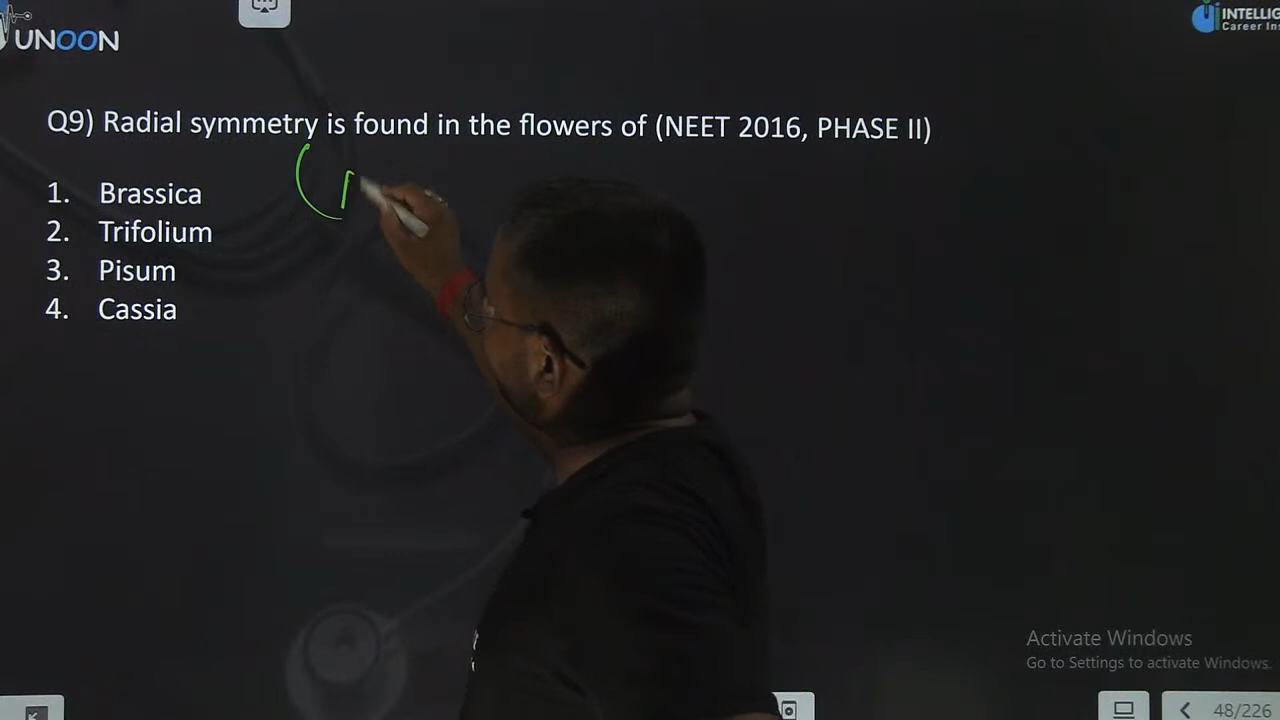 UNOON
INTELLIG
Career Ins
Q9) Radial symmetry is found in the flowers of (NEET 2016, PHASE II)
1. Brassica
2. Trifolium
3. Pisum
4. Cassia
Activate Windows
Go to Settings to activate Windows.
48/226